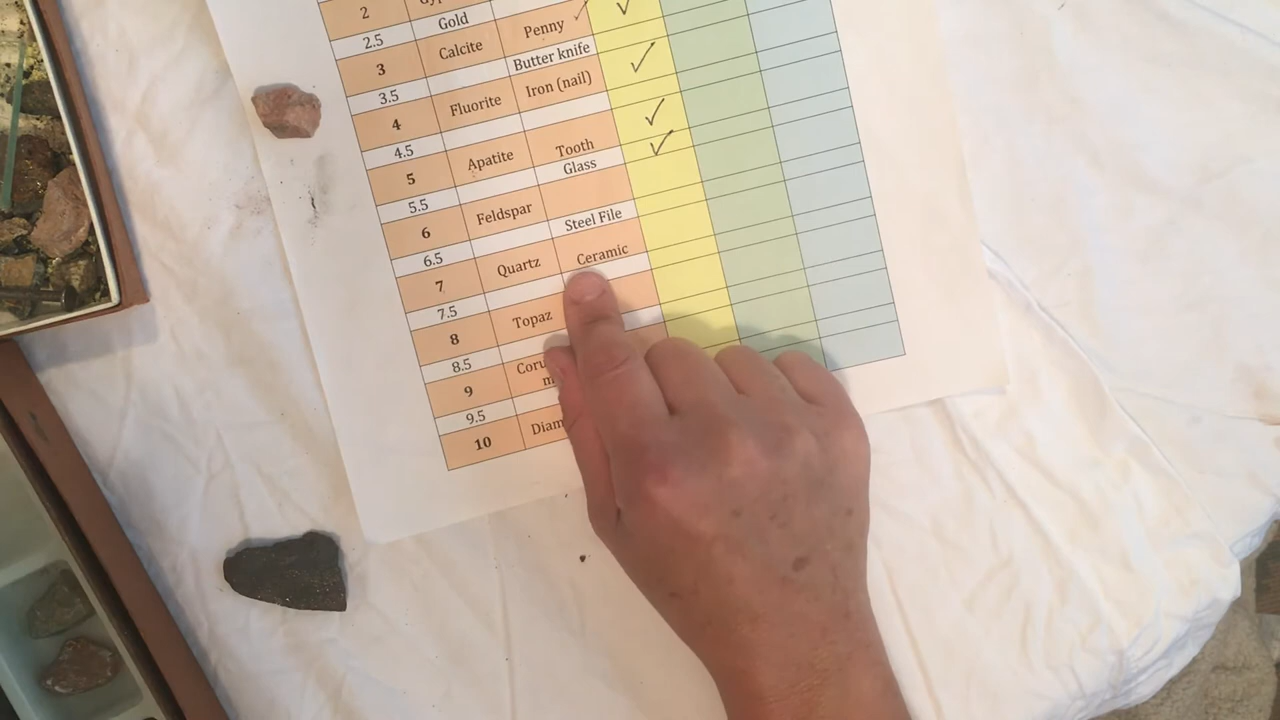 2
2.5 Gold
3 Calcite Penny ✓
3.5 Butter knife
4 Fluorite Iron (nail) ✓
4.5
5 Apatite Tooth ✓
5.5 Glass ✓
6 Feldspar
6.5 Steel File
7 Quartz Ceramic
7.5
8 Topaz
8.5
9
9.5
10